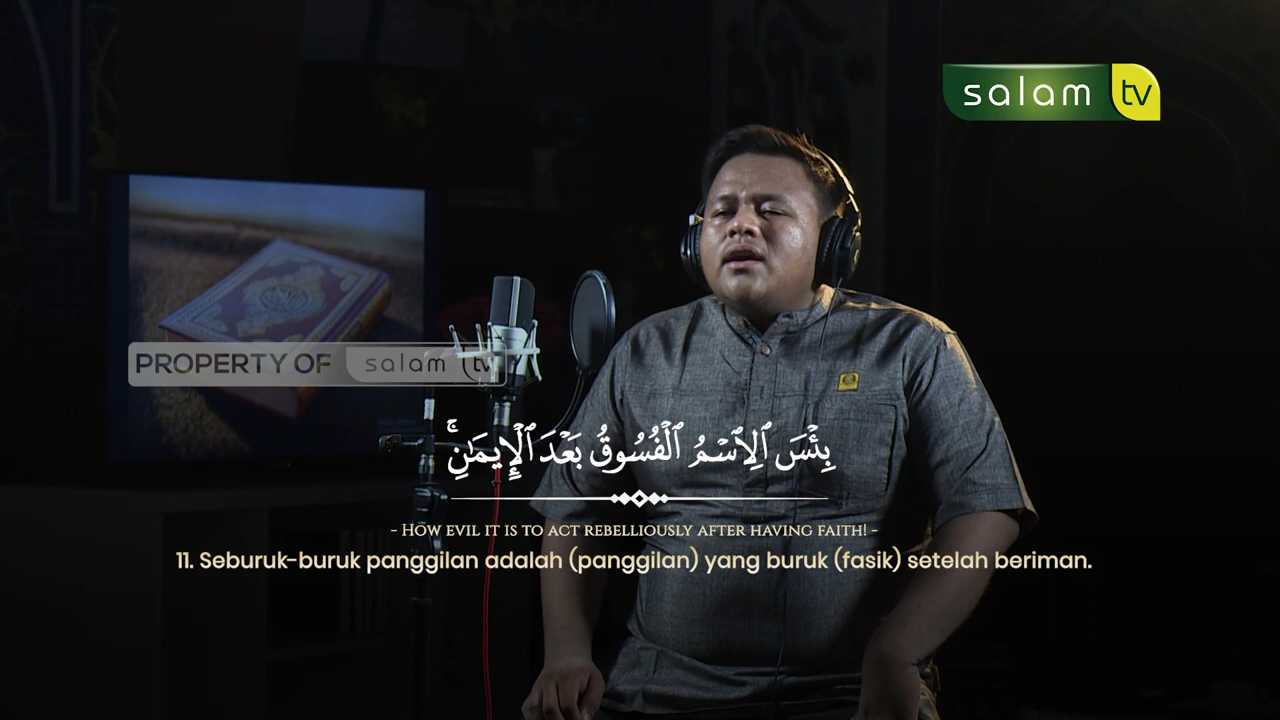 salam tv
PROPERTY OF salam tv
بِئْسَ ٱلِٱسْمُ ٱلْفُسُوقُ بَعْدَ ٱلْإِيمَـٰنِ ۚ
- How evil it is to act rebelliously after having faith! -
11. Seburuk-buruk panggilan adalah (panggilan) yang buruk (fasik) setelah beriman.